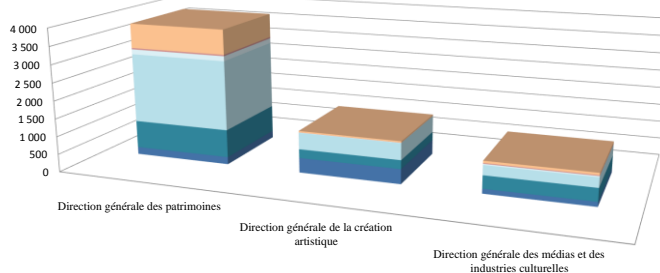 4 000
3 500
3 000
2 500
2 000
1 500
1 000
500
0
Direction générale des patrimoines
Direction générale de la création
artistique
Direction générale des médias et des
industries culturelles